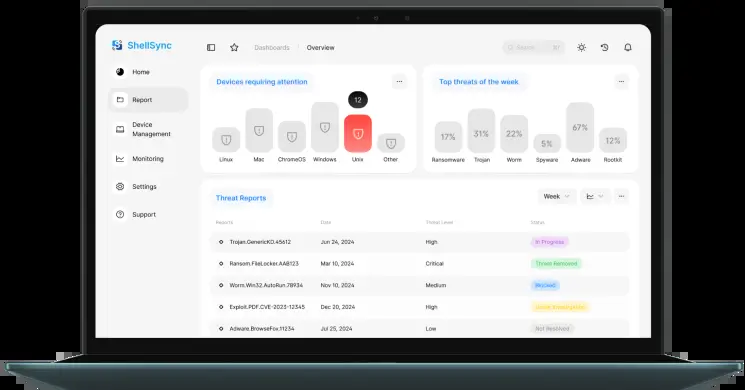 ShellSync
Dashboards / Overview
Search
Home
Report
Device
Management
Monitoring
Settings
Support
Devices requiring attention
...
12
Linux
Mac
ChromeOS
Windows
Unix
Other
Top threats of the week
...
17%
31%
22%
5%
67%
12%
Ransomware
Trojan
Worm
Spyware
Adware
Rootkit
Threat Reports
Week
...
Reports
Date
Status
Trojan.GenericKD.45612
Jun 24, 2024
High
In Progress
Ransom.FileLocker.AAB123
Mar 10, 2024
Critical
Threat Removed
Worm.Win32.AutoRun.78934
Nov 10, 2024
Medium
Blocked
Exploit.PDF.CVE-2023-12345
Dec 20, 2024
High
Under Investigation
Adware.BrowseFox.11234
Jul 25, 2024
Low
Not Resolved